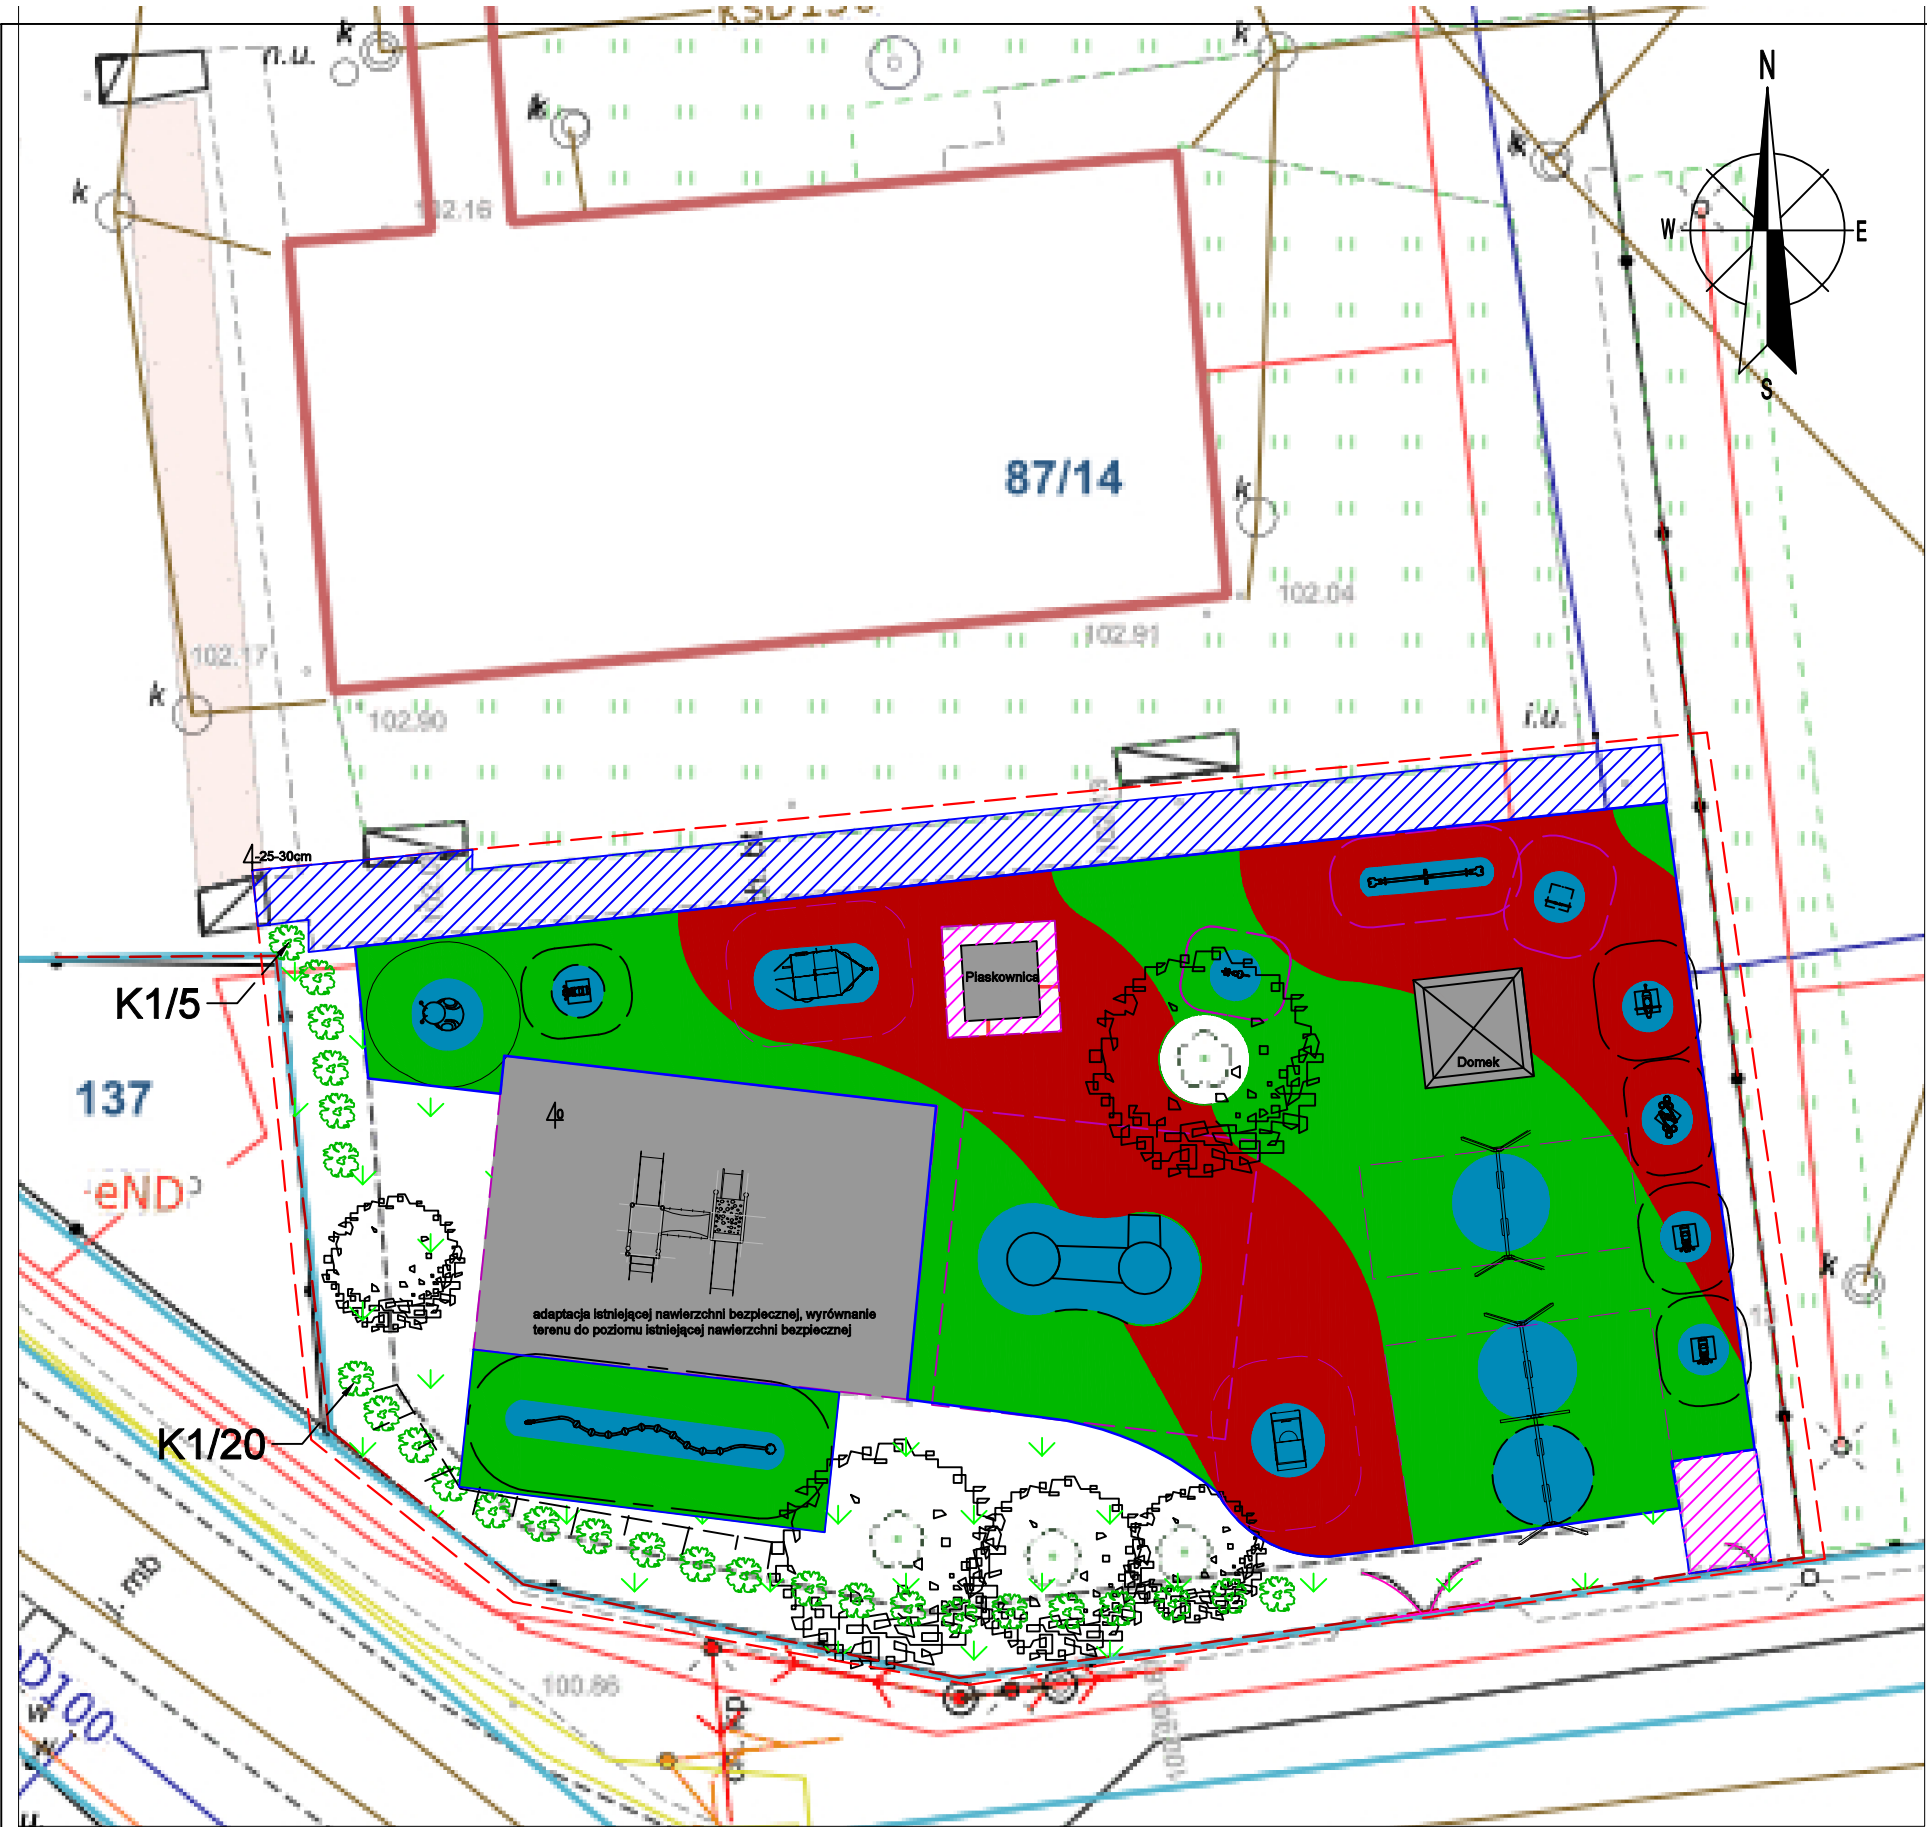 n.u.
k
k
k
k
k
N
W
E
S
102.16
87/14
k
102.04
102.91
102.17
k
102.90
i.u.
-25-30cm
K1/5
Piaskownica
Domek
137
eND
adaptacja istniejącej nawierzchni bezpiecznej, wyrównanie
terenu do poziomu istniejącej nawierzchni bezpiecznej
k
K1/20
100.86
D100
w
w